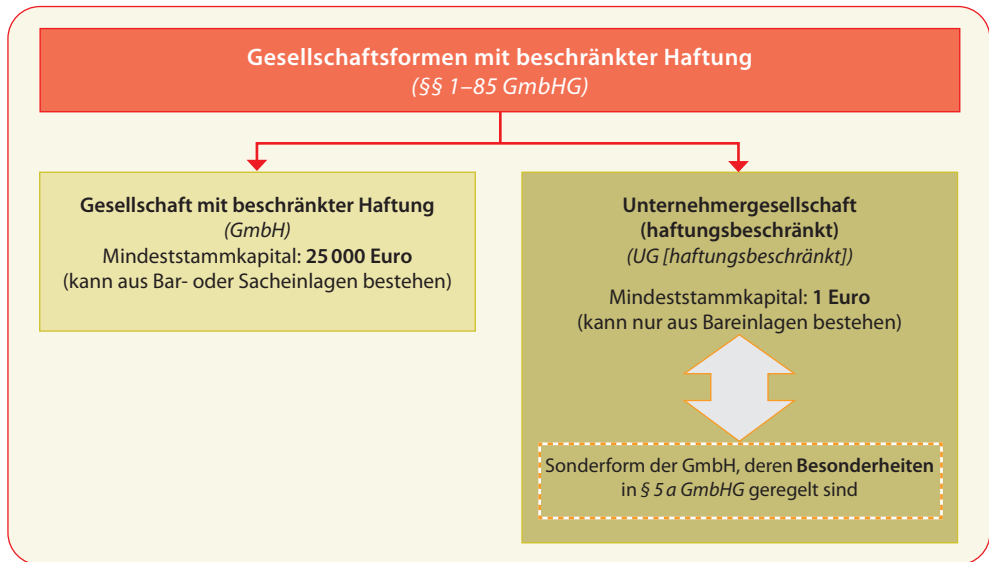 Gesellschaftsformen mit beschränkter Haftung
(§§ 1–85 GmbHG)
Gesellschaft mit beschränkter Haftung
(GmbH)
Mindeststammkapital: 25 000 Euro
(kann aus Bar- oder Sacheinlagen bestehen)
Unternehmergesellschaft
(haftungsbeschränkt)
(UG [haftungsbeschränkt])
Mindeststammkapital: 1 Euro
(kann nur aus Bareinlagen bestehen)
Sonderform der GmbH, deren Besonderheiten
in § 5 a GmbHG geregelt sind